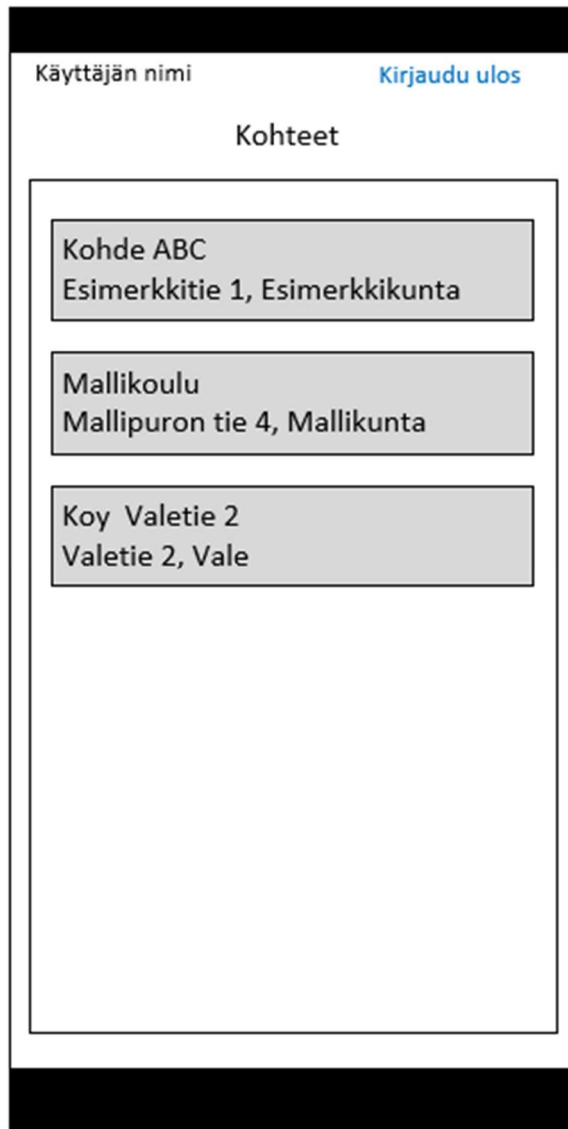 Käyttäjän nimi Kirjaudu ulos
Kohteet
Kohde ABC
Esimerkkitie 1, Esimerkkikunta
Mallikoulu
Mallipuron tie 4, Mallikunta
Koy  Valetie 2
Valetie 2, Vale